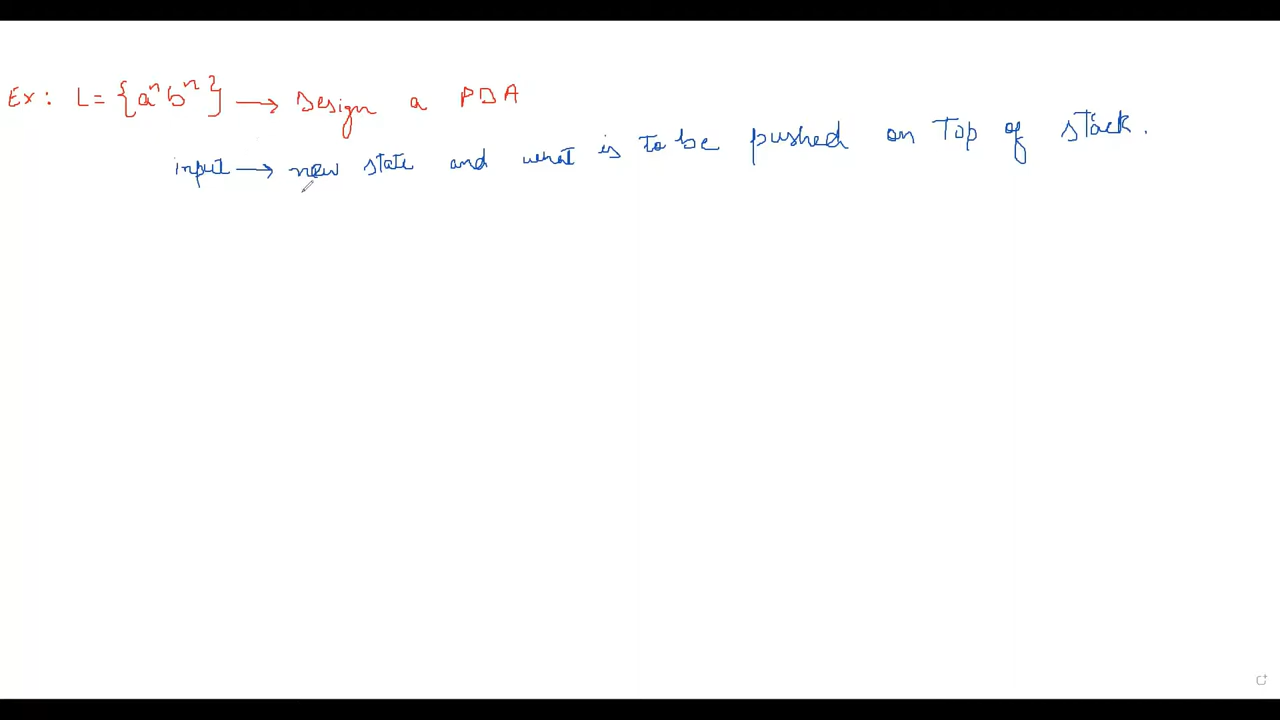 Ex: L = {aⁿbⁿ} → Design a PDA
input → new state and what is to be pushed on Top of stack.